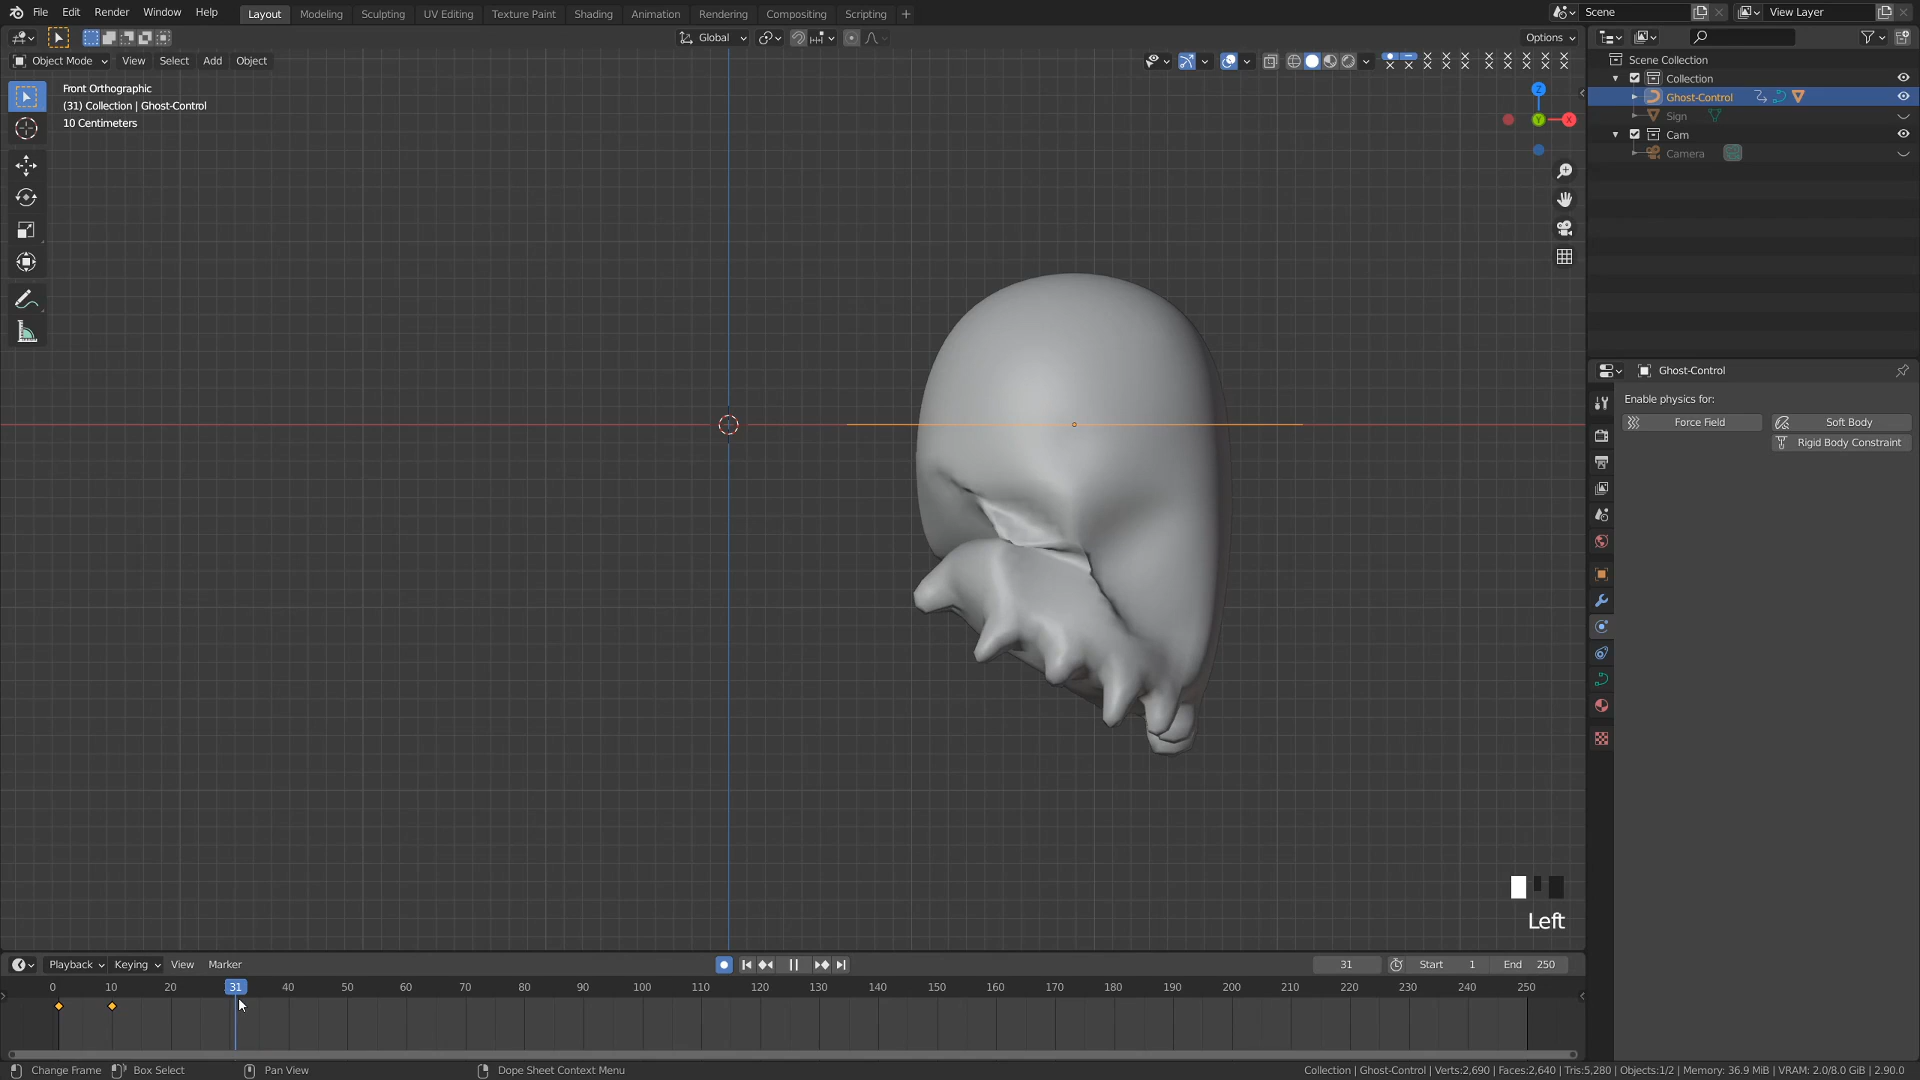 File Edit Render Window Help Layout Modeling Sculpting UV Editing Texture Paint Shading Animation Rendering Compositing Scripting + Scene View Layer
Global Options
Object Mode View Select Add Object
Scene Collection
Collection
Ghost-Control
Sign
Cam
Camera
Front Orthographic
(31) Collection | Ghost-Control
10 Centimeters
Z
Y
X
Ghost-Control
Enable physics for:
Force Field Soft Body
Rigid Body Constraint
Left
Playback Keying View Marker 31 Start 1 End 250
0 10 20 31 40 50 60 70 80 90 100 110 120 130 140 150 160 170 180 190 200 210 220 230 240 250
Change Frame Box Select Pan View Dope Sheet Context Menu Collection | Ghost-Control | Verts:2,690 | Faces:2,640 | Tris:5,280 | Objects:1/2 | Memory: 36.9 MiB | VRAM: 2.0/8.0 GiB | 2.90.0